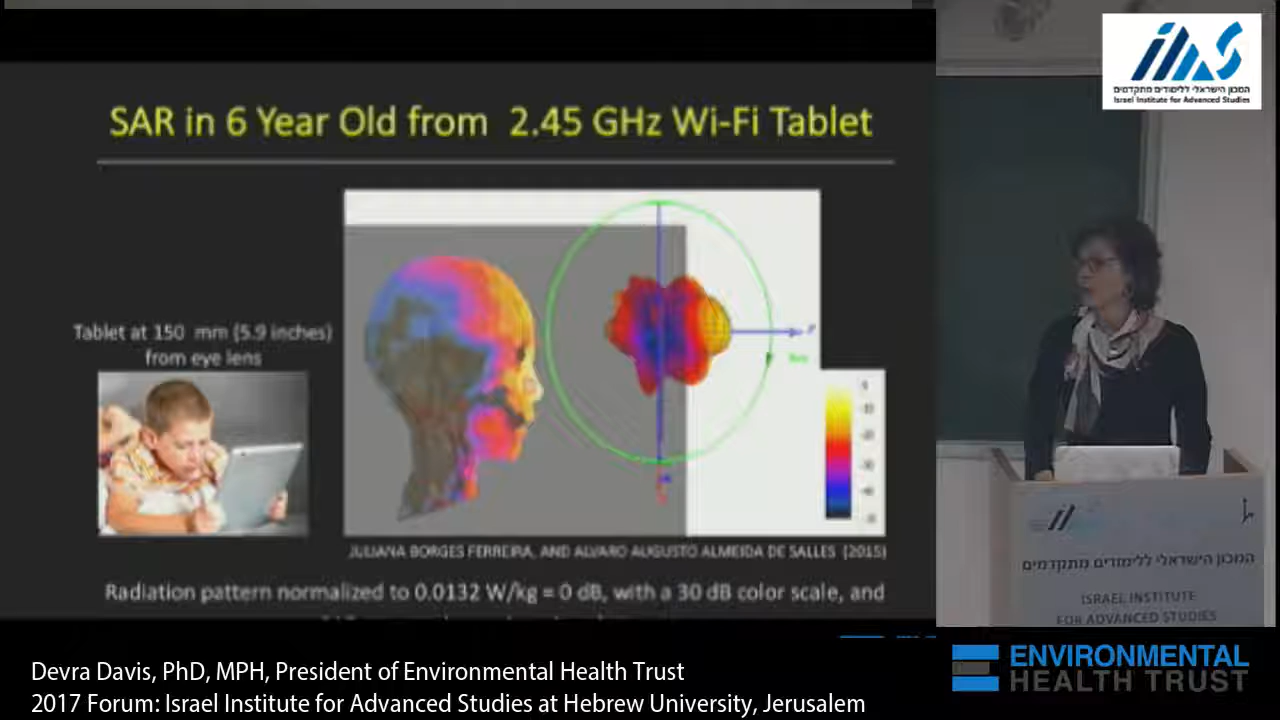 SAR in 6 Year Old from 2.45 GHz Wi-Fi Tablet
Tablet at 150 mm (5.9 inches)
from eye lens
JULIANA BORGES FERREIRA, AND ALVARO AUGUSTO ALMEIDA DE SALLES (2015)
Radiation pattern normalized to 0.0132 W/kg = 0 dB, with a 30 dB color scale, and
המכון הישראלי ללימודים מתקדמים
Israel Institute for Advanced Studies
המכון הישראלי ללימודים מתקדמים
ISRAEL INSTITUTE
FOR ADVANCED STUDIES
Devra Davis, PhD, MPH, President of Environmental Health Trust
2017 Forum: Israel Institute for Advanced Studies at Hebrew University, Jerusalem
ENVIRONMENTAL
HEALTH TRUST